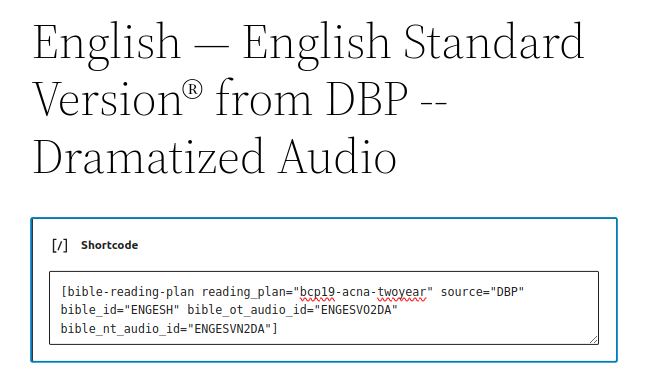 English — English Standard
Version® from DBP --
Dramatized Audio
[/] Shortcode
[bible-reading-plan reading_plan="bcp19-acna-twoyear" source="DBP"
bible_id="ENGESH" bible_ot_audio_id="ENGESVO2DA"
bible_nt_audio_id="ENGESVN2DA"]